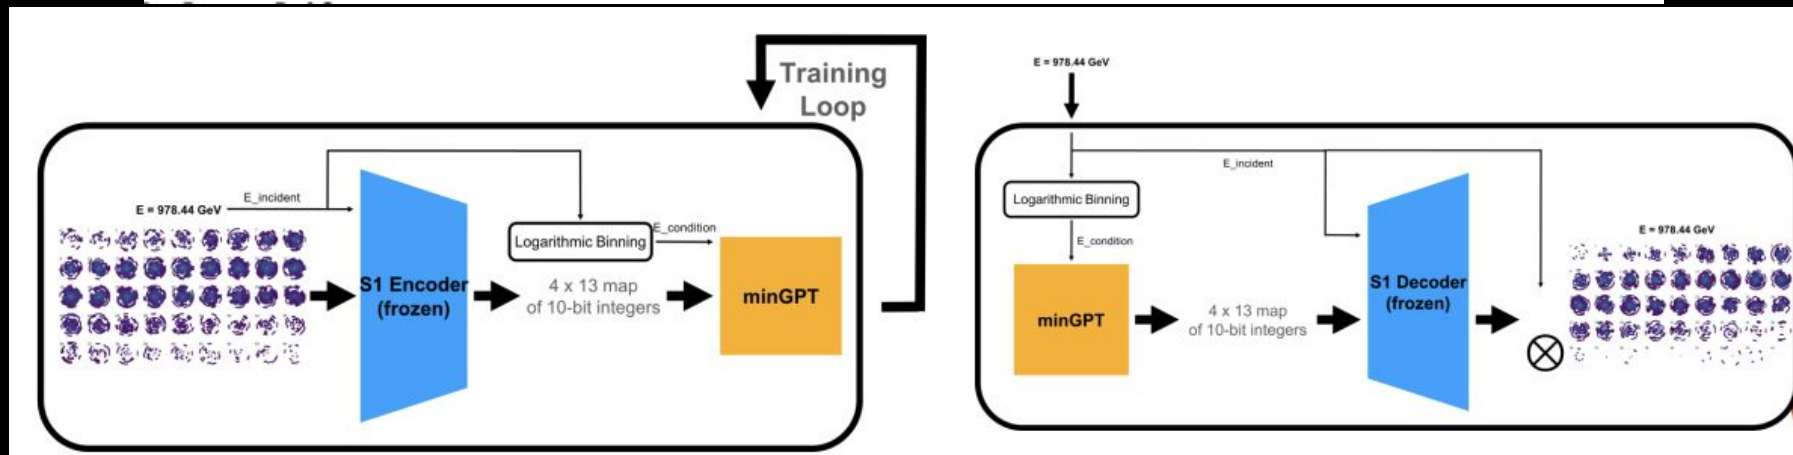 Training
Loop
E_incident
E = 978.44 GeV
Logarithmic Binning
E_condition
S1 Encoder
(frozen)
4 x 13 map
of 10-bit integers
minGPT
E = 978.44 GeV
E_incident
Logarithmic Binning
E_condition
minGPT
4 x 13 map
of 10-bit integers
S1 Decoder
(frozen)
E = 978.44 GeV